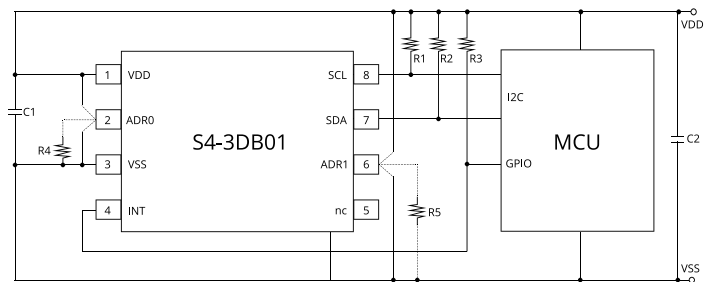 VDD
R1 R2 R3
1 VDD SCL 8
I2C
C1
2 ADR0 SDA 7
S4-3DB01 MCU C2
R4
3 VSS ADR1 6 GPIO
4 INT nc 5 R5
VSS